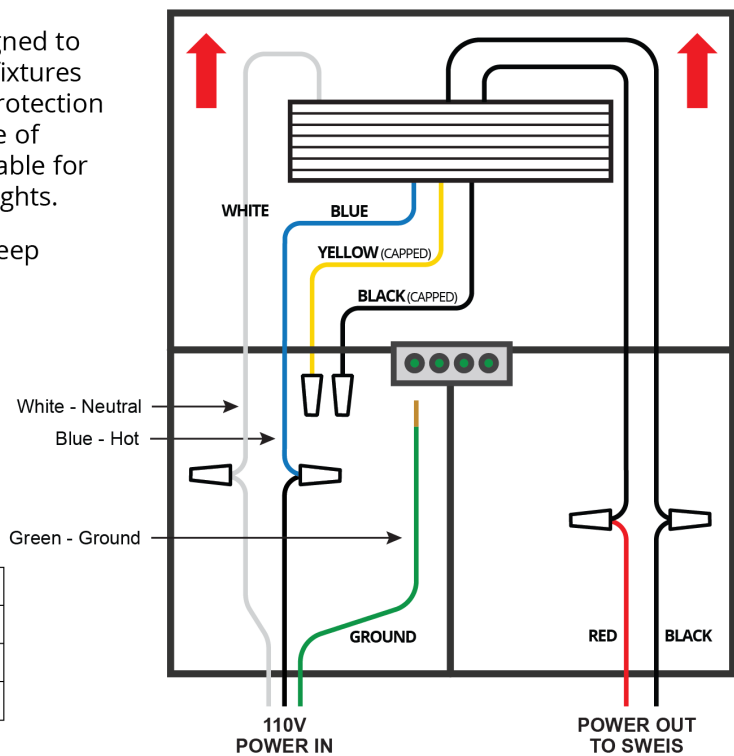 gned to
fixtures
rotection
e of
able for
ghts.
eep
WHITE
BLUE
YELLOW (CAPPED)
BLACK (CAPPED)
White - Neutral
Blue - Hot
Green - Ground
GROUND
RED
BLACK
110V
POWER IN
POWER OUT
TO SWEIS